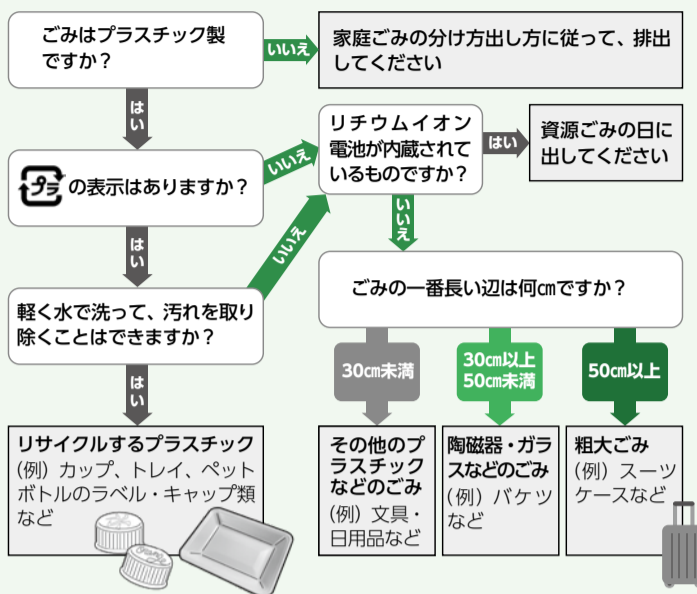 ごみはプラスチック製
ですか?
いいえ
家庭ごみの分け方出し方に従って、排出
してください
はい
プラ の表示はありますか?
いいえ
リチウムイオン
電池が内蔵されて
いるものですか?
はい
資源ごみの日に
出してください
はい
いいえ
いいえ
軽く水で洗って、汚れを取り
除くことはできますか?
ごみの一番長い辺は何㎝ですか?
はい
30㎝未満
30㎝以上
50㎝未満
50㎝以上
リサイクルするプラスチック
(例)カップ、トレイ、ペット
ボトルのラベル・キャップ類
など
その他のプ
ラスチック
などのごみ
(例)文具・
日用品など
陶磁器・ガラ
スなどのごみ
(例)バケツ
など
粗大ごみ
(例)スーツ
ケースなど